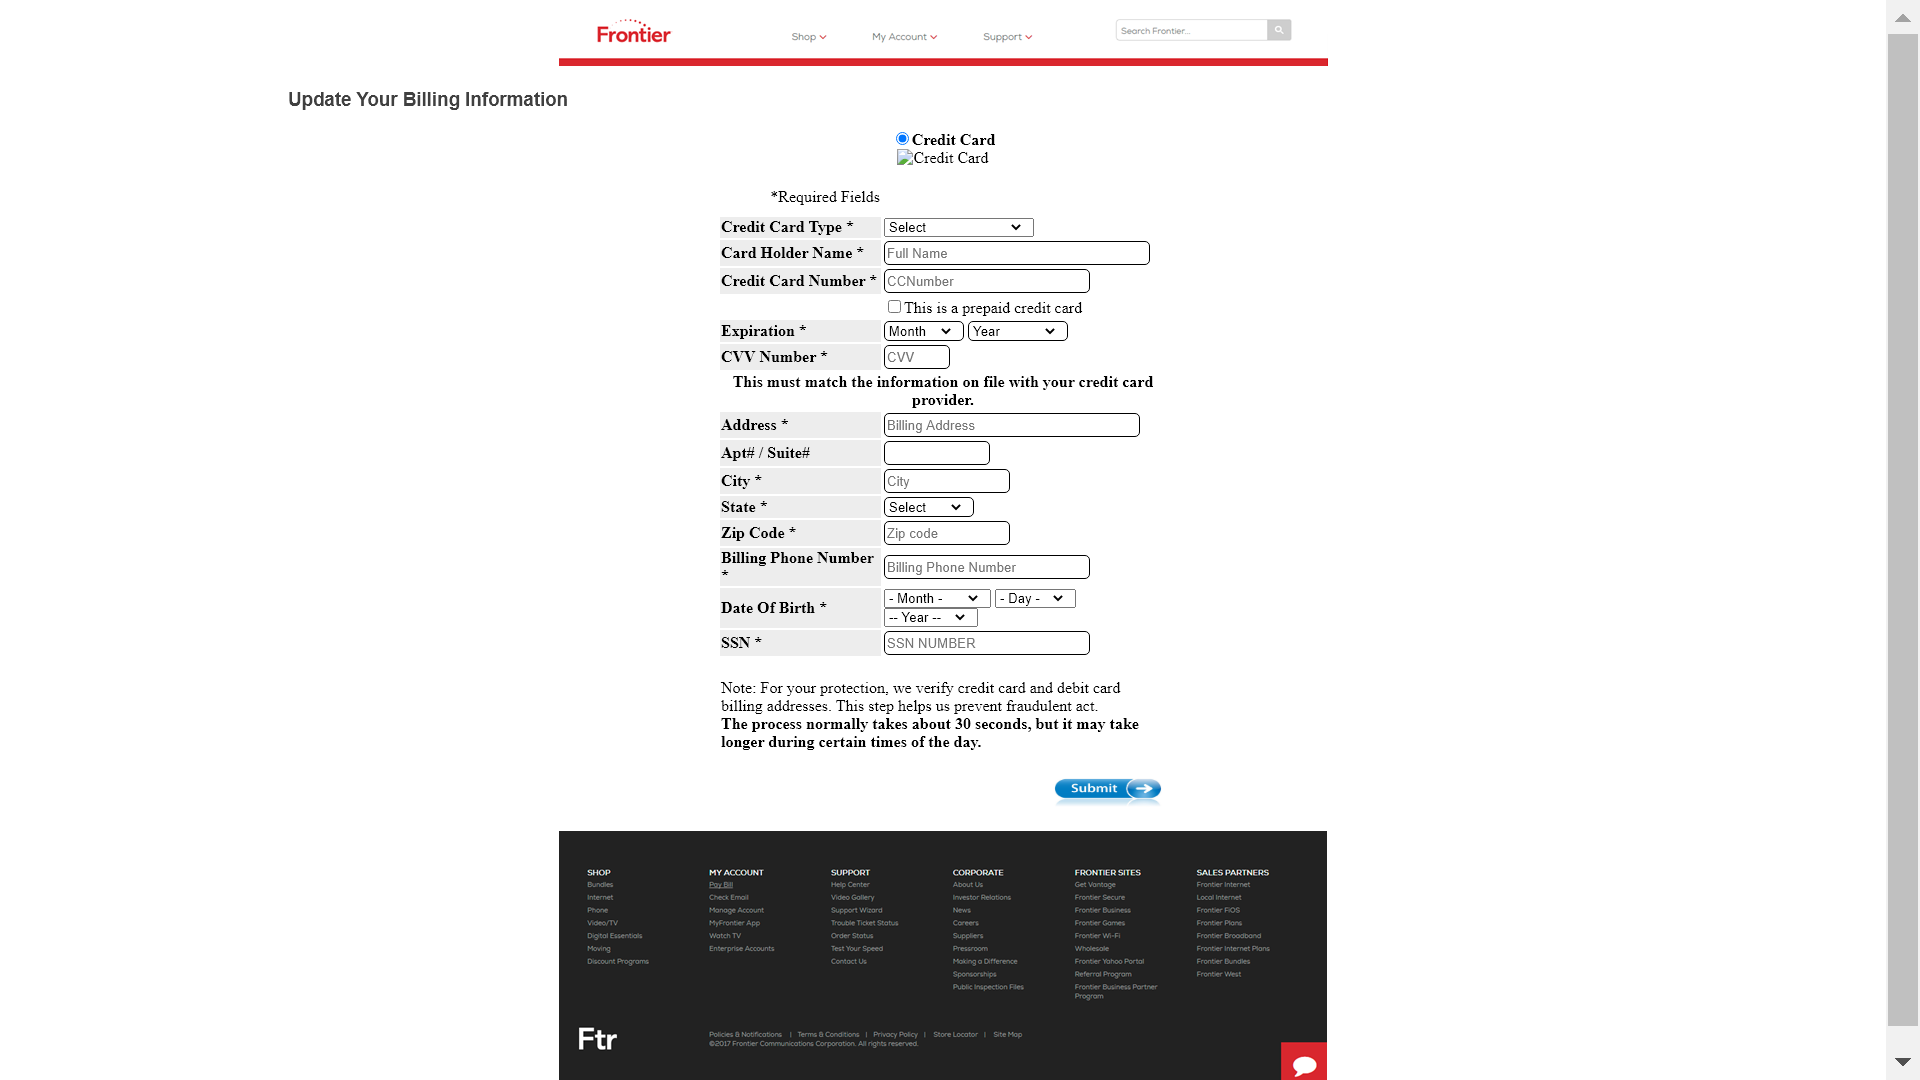 Frontier
Shop
My Account
Support
Search Frontier...
Update Your Billing Information
Credit Card
Credit Card
*Required Fields
Credit Card Type *
Select
Card Holder Name *
Full Name
Credit Card Number *
CCNumber
This is a prepaid credit card
Expiration *
Month
Year
CVV Number *
CVV
This must match the information on file with your credit card
provider.
Address *
Billing Address
Apt# / Suite#
City *
City
State *
Select
Zip Code *
Zip code
Billing Phone Number
*
Billing Phone Number
Date Of Birth *
- Month -
- Day -
-- Year --
SSN *
SSN NUMBER
Note: For your protection, we verify credit card and debit card
billing addresses. This step helps us prevent fraudulent act.
The process normally takes about 30 seconds, but it may take
longer during certain times of the day.
Submit
SHOP
Bundles
Internet
Phone
Video/TV
Digital Essentials
Moving
Discount Programs
MY ACCOUNT
Pay Bill
Check Email
Manage Account
MyFrontier App
Watch TV
Enterprise Accounts
SUPPORT
Help Center
Video Gallery
Support Wizard
Trouble Ticket Status
Order Status
Test Your Speed
Contact Us
CORPORATE
About Us
Investor Relations
News
Careers
Suppliers
Pressroom
Making a Difference
Sponsorships
Public Inspection Files
FRONTIER SITES
Get Vantage
Frontier Secure
Frontier Business
Frontier Games
Frontier Wi-Fi
Wholesale
Frontier Yahoo Portal
Referral Program
Frontier Business Partner
Program
SALES PARTNERS
Frontier Internet
Local Internet
Frontier FiOS
Frontier Plans
Frontier Broadband
Frontier Internet Plans
Frontier Bundles
Frontier West
Ftr
Policies & Notifications | Terms & Conditions | Privacy Policy | Store Locator | Site Map
©2017 Frontier Communications Corporation. All rights reserved.